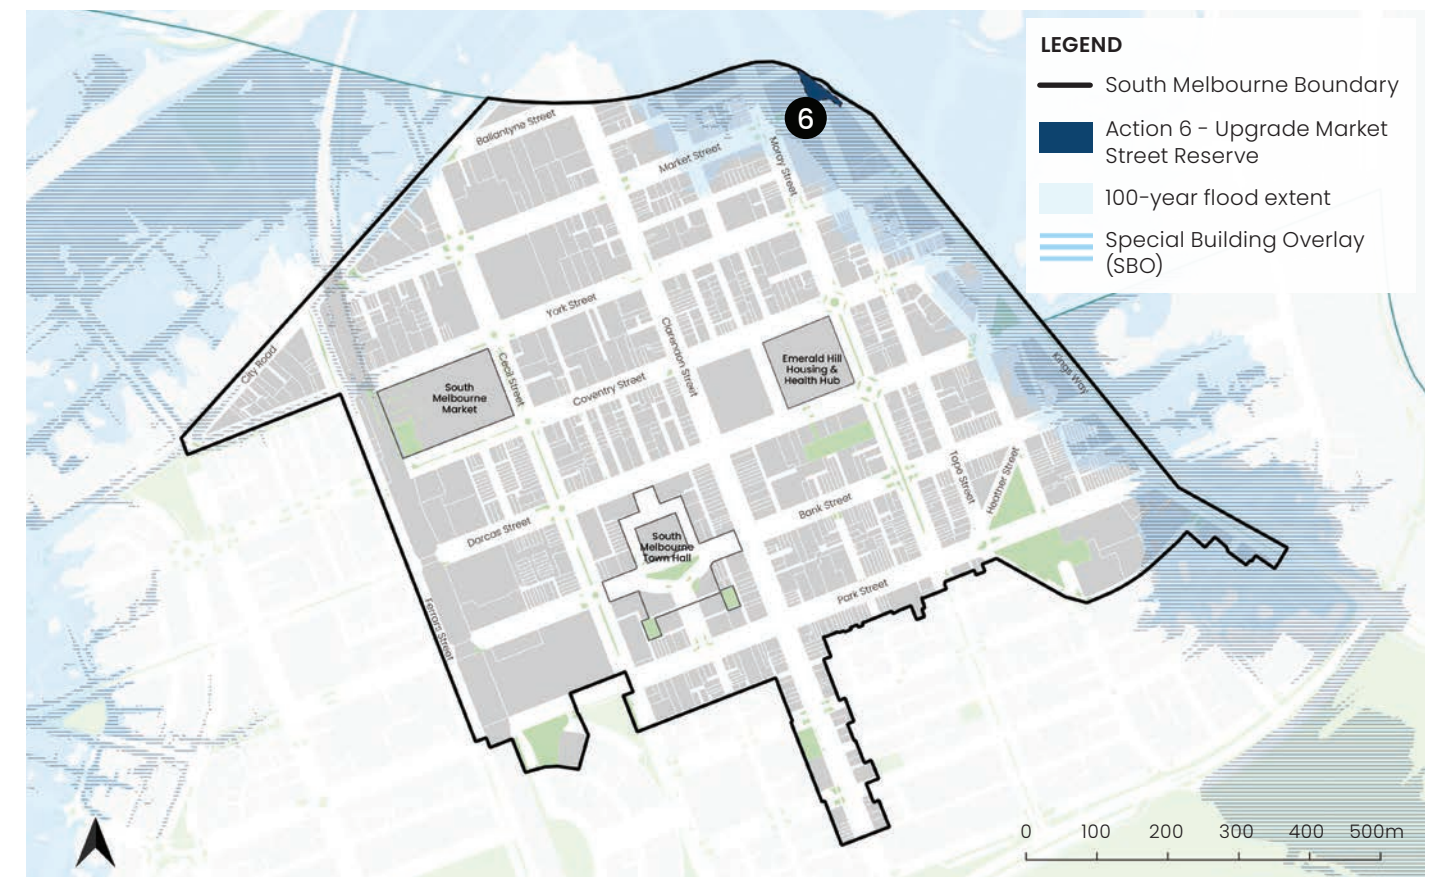 LEGEND
South Melbourne Boundary
Action 6 - Upgrade Market
Street Reserve
100-year flood extent
Special Building Overlay
(SBO)
6
Ballantyne Street
Market Street
Moray Street
York Street
City Road
Cecil Street
Clarendon Street
Coventry Street
South
Melbourne
Market
Emerald Hill
Housing &
Health Hub
Kings Way
Tope Street
Heather Street
Bank Street
Dorcas Street
South
Melbourne
Town Hall
Park Street
Ferrars Street
0 100 200 300 400 500m